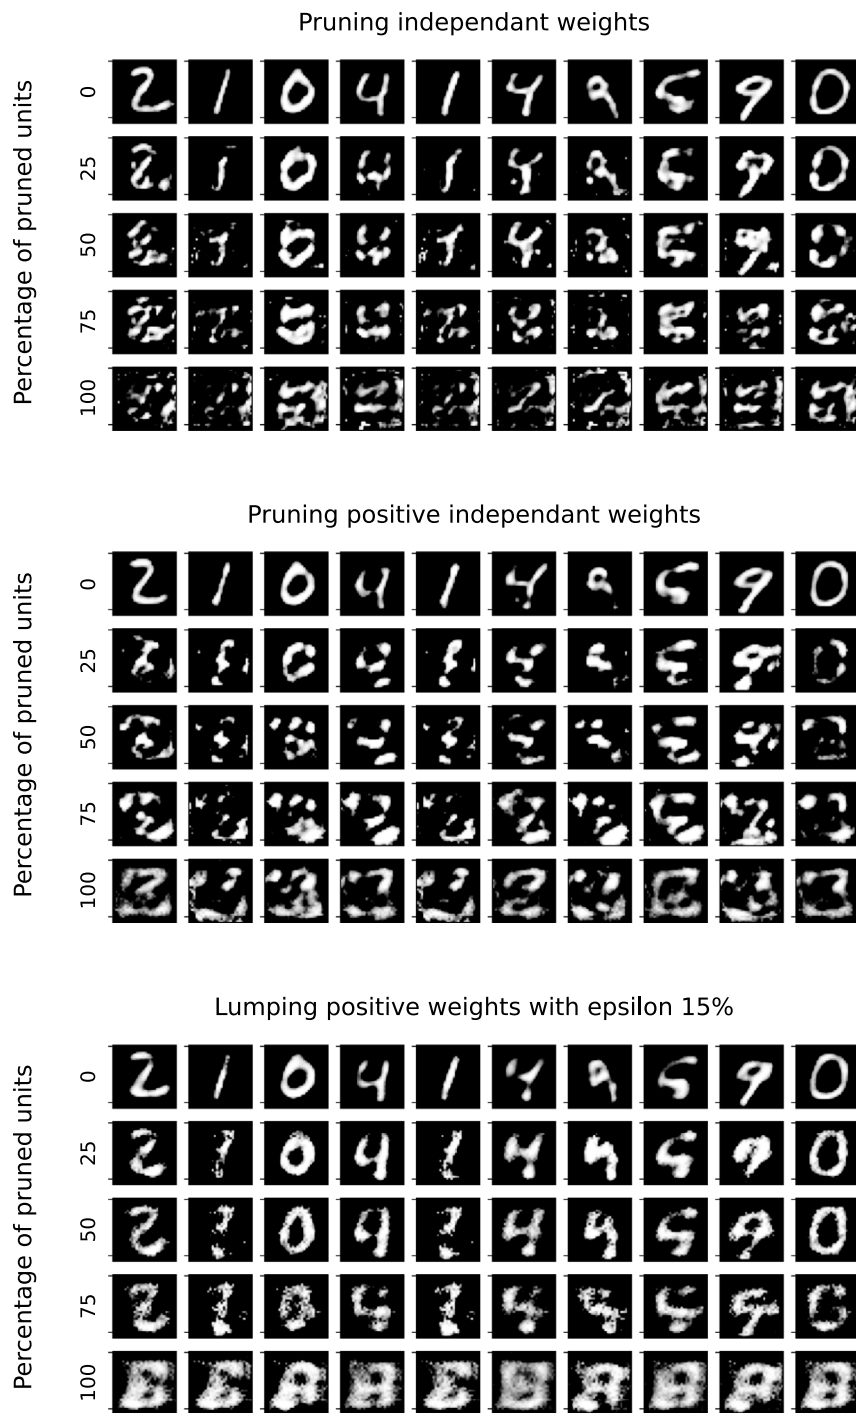 Pruning independant weights
Percentage of pruned units
0
25
50
75
100
Pruning positive independant weights
Percentage of pruned units
0
25
50
75
100
Lumping positive weights with epsilon 15%
Percentage of pruned units
0
25
50
75
100